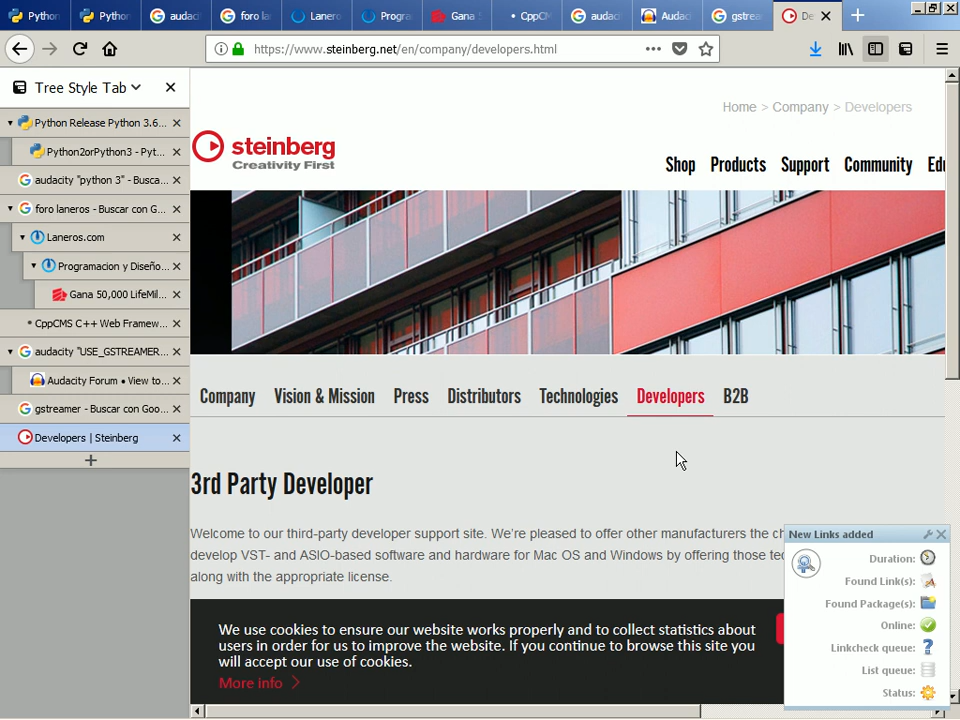 Python
Python
audac
foro la
Lanero
Progra
Gana
CppC
audac
Audac
gstrea
De
https://www.steinberg.net/en/company/developers.html
Tree Style Tab
Python Release Python 3.6...
Python2orPython3 - Pyt...
audacity "python 3" - Busca...
foro laneros - Buscar con G...
Laneros.com
Programacion y Diseño...
Gana 50,000 LifeMil...
CppCMS C++ Web Framew...
audacity "USE_GSTREAMER...
Audacity Forum • View to...
gstreamer - Buscar con Goo...
Developers | Steinberg
Home > Company > Developers
steinberg
Creativity First
Shop Products Support Community Edu
Company Vision & Mission Press Distributors Technologies Developers B2B
3rd Party Developer
Welcome to our third-party developer support site. We're pleased to offer other manufacturers the ch
develop VST- and ASIO-based software and hardware for Mac OS and Windows by offering those tec
along with the appropriate license.
We use cookies to ensure our website works properly and to collect statistics about
users in order for us to improve the website. If you continue to browse this site you
will accept our use of cookies.
More info
New Links added
Duration:
Found Link(s):
Found Package(s):
Online:
Linkcheck queue:
List queue:
Status: